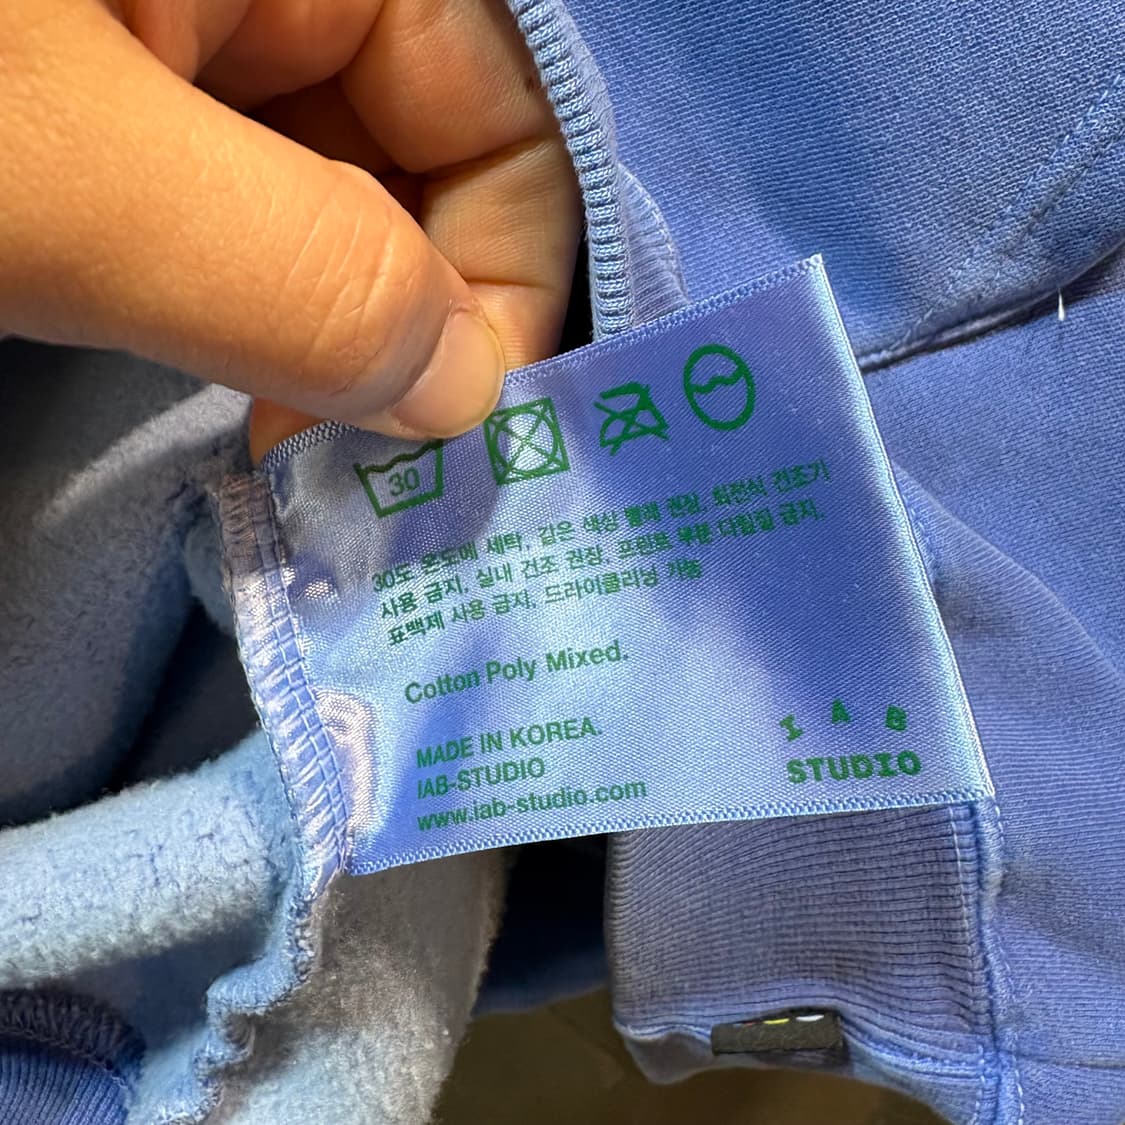 30
30도 온도에 세탁, 같은 색상 빨래 권장, 회전식 건조기
사용 금지, 실내 건조 권장, 프린트 부분 다림질 금지,
표백제 사용 금지, 드라이클리닝 가능
Cotton Poly Mixed.
MADE IN KOREA.
IAB-STUDIO
www.iab-studio.com
I A B
STUDIO